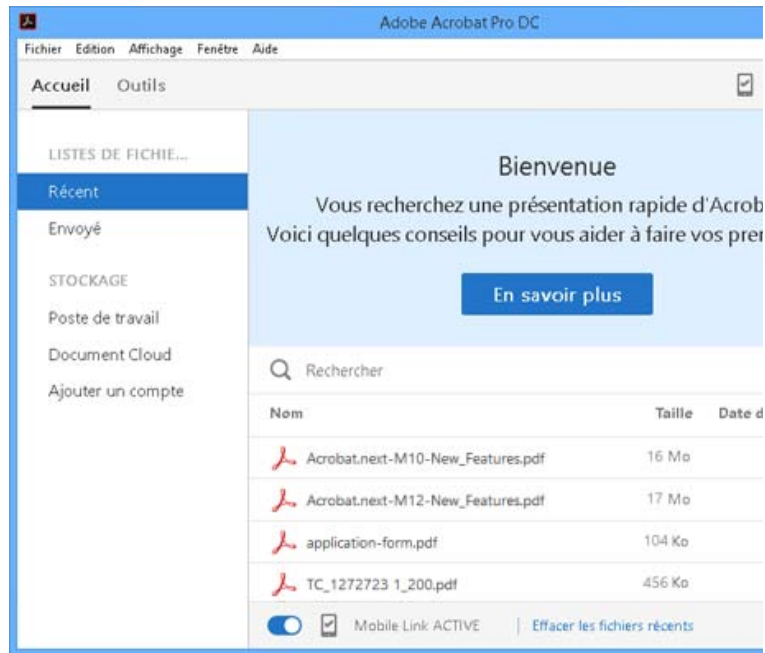 Adobe Acrobat Pro DC
Fichier Edition Affichage Fenêtre Aide
Accueil Outils
LISTES DE FICHIE...
Récent
Envoyé
STOCKAGE
Poste de travail
Document Cloud
Ajouter un compte
Bienvenue
Vous recherchez une présentation rapide d'Acrob
Voici quelques conseils pour vous aider à faire vos prer
En savoir plus
Rechercher
Nom Taille Date d
Acrobat.next-M10-New_Features.pdf 16 Mo
Acrobat.next-M12-New_Features.pdf 17 Mo
application-form.pdf 104 Ko
TC_1272723 1_200.pdf 456 Ko
Mobile Link ACTIVE | Effacer les fichiers récents